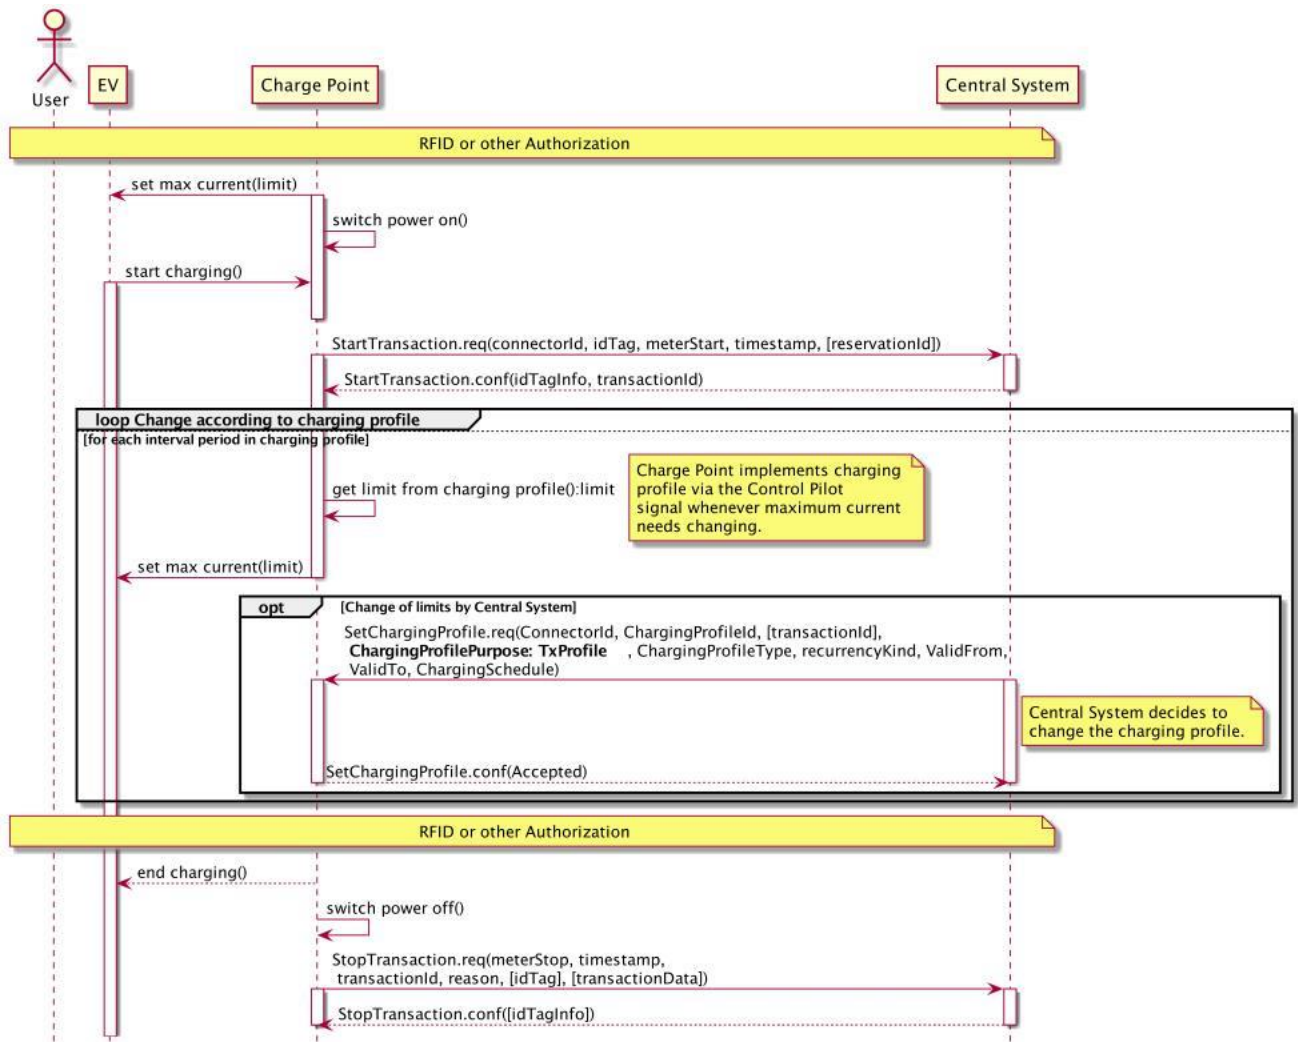 User
EV
Charge Point
Central System
RFID or other Authorization
set max current(limit)
switch power on()
start charging()
StartTransaction.req(connectorId, idTag, meterStart, timestamp, [reservationId])
StartTransaction.conf(idTagInfo, transactionId)
loop Change according to charging profile
[for each interval period in charging profile]
get limit from charging profile():limit
Charge Point implements charging
profile via the Control Pilot
signal whenever maximum current
needs changing.
set max current(limit)
opt
[Change of limits by Central System]
SetChargingProfile.req(ConnectorId, ChargingProfileId, [transactionId],
ChargingProfilePurpose: TxProfile , ChargingProfileType, recurrencyKind, ValidFrom,
ValidTo, ChargingSchedule)
Central System decides to
change the charging profile.
SetChargingProfile.conf(Accepted)
RFID or other Authorization
end charging()
switch power off()
StopTransaction.req(meterStop, timestamp,
transactionId, reason, [idTag], [transactionData])
StopTransaction.conf([idTagInfo])